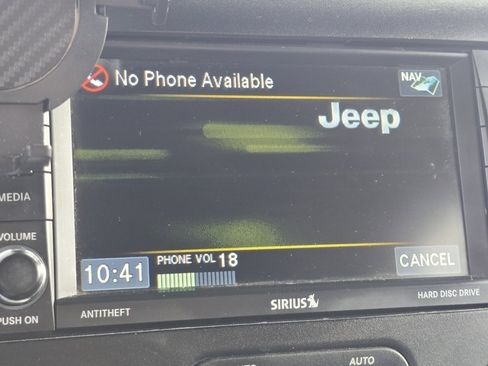 No Phone Available
NAV
Jeep
MEDIA
VOLUME
PHONE VOL 18
10:41
CANCEL
PUSH ON
ANTITHEFT
SIRIUS
HARD DISC DRIVE
AUTO